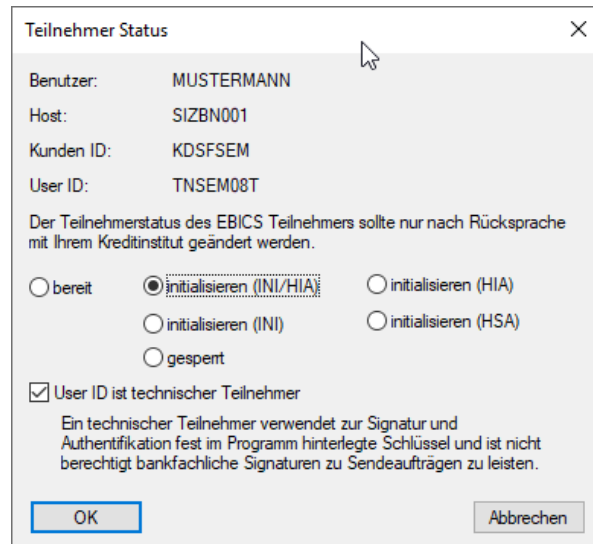 Teilnehmer Status
Benutzer: MUSTERMANN
Host: SIZBN001
Kunden ID: KDSFSEM
User ID: TNSEM08T
Der Teilnehmerstatus des EBICS Teilnehmers sollte nur nach Rücksprache
mit Ihrem Kreditinstitut geändert werden.
bereit initialisieren (INI/HIA) initialisieren (HIA)
initialisieren (INI) initialisieren (HSA)
gesperrt
User ID ist technischer Teilnehmer
Ein technischer Teilnehmer verwendet zur Signatur und
Authentifikation fest im Programm hinterlegte Schlüssel und ist nicht
berechtigt bankfachliche Signaturen zu Sendeaufträgen zu leisten.
OK Abbrechen